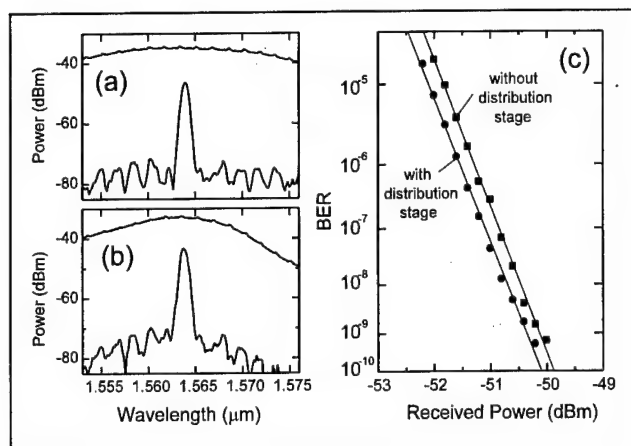 (a)
Power (dBm)
-40
-60
-80
(b)
Power (dBm)
-40
-60
-80
1.555 1.560 1.565 1.570 1.575
Wavelength (μm)
(c)
without
distribution
stage
with
distribution
stage
BER
10-5
10-6
10-7
10-8
10-9
10-10
-53 -52 -51 -50 -49
Received Power (dBm)